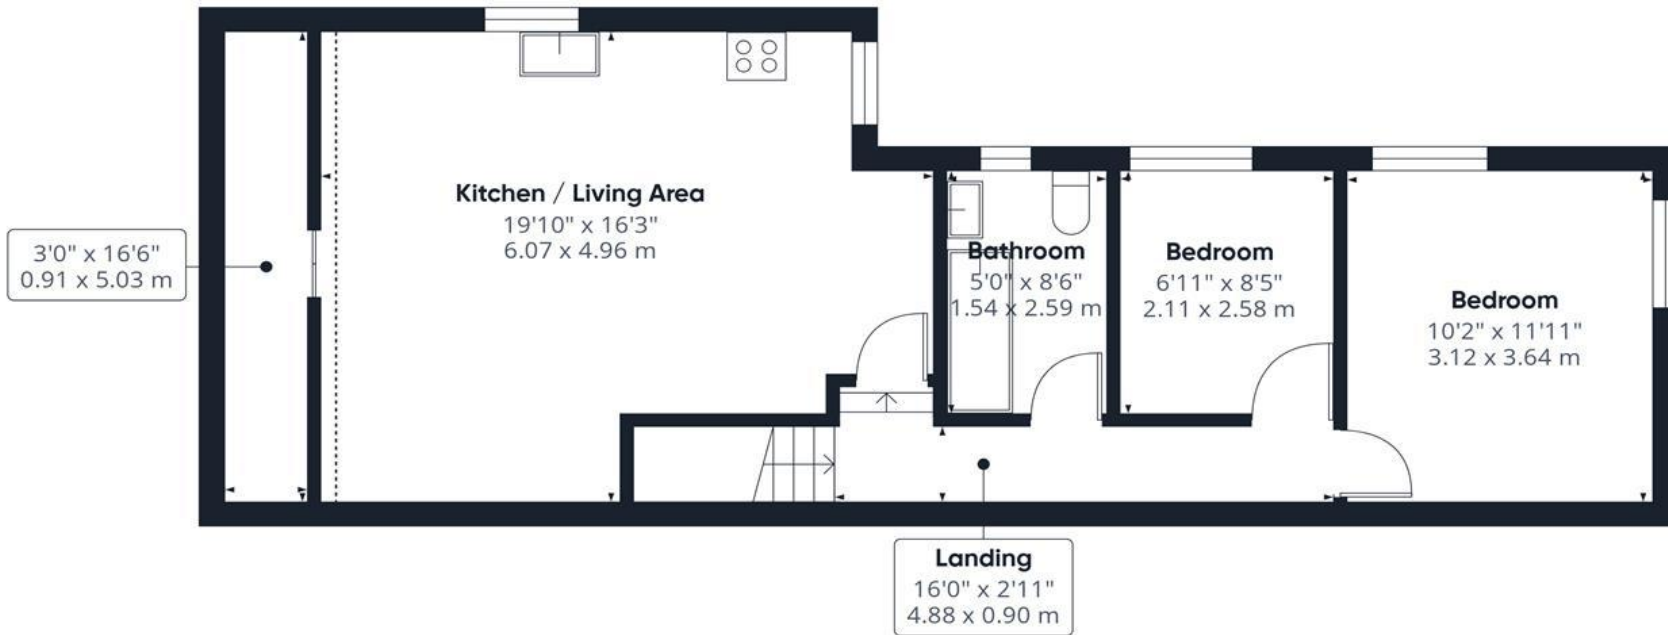 Kitchen / Living Area
19'10" x 16'3"
6.07 x 4.96 m
3'0" x 16'6"
0.91 x 5.03 m
Bathroom
5'0" x 8'6"
1.54 x 2.59 m
Bedroom
6'11" x 8'5"
2.11 x 2.58 m
Bedroom
10'2" x 11'11"
3.12 x 3.64 m
Landing
16'0" x 2'11"
4.88 x 0.90 m